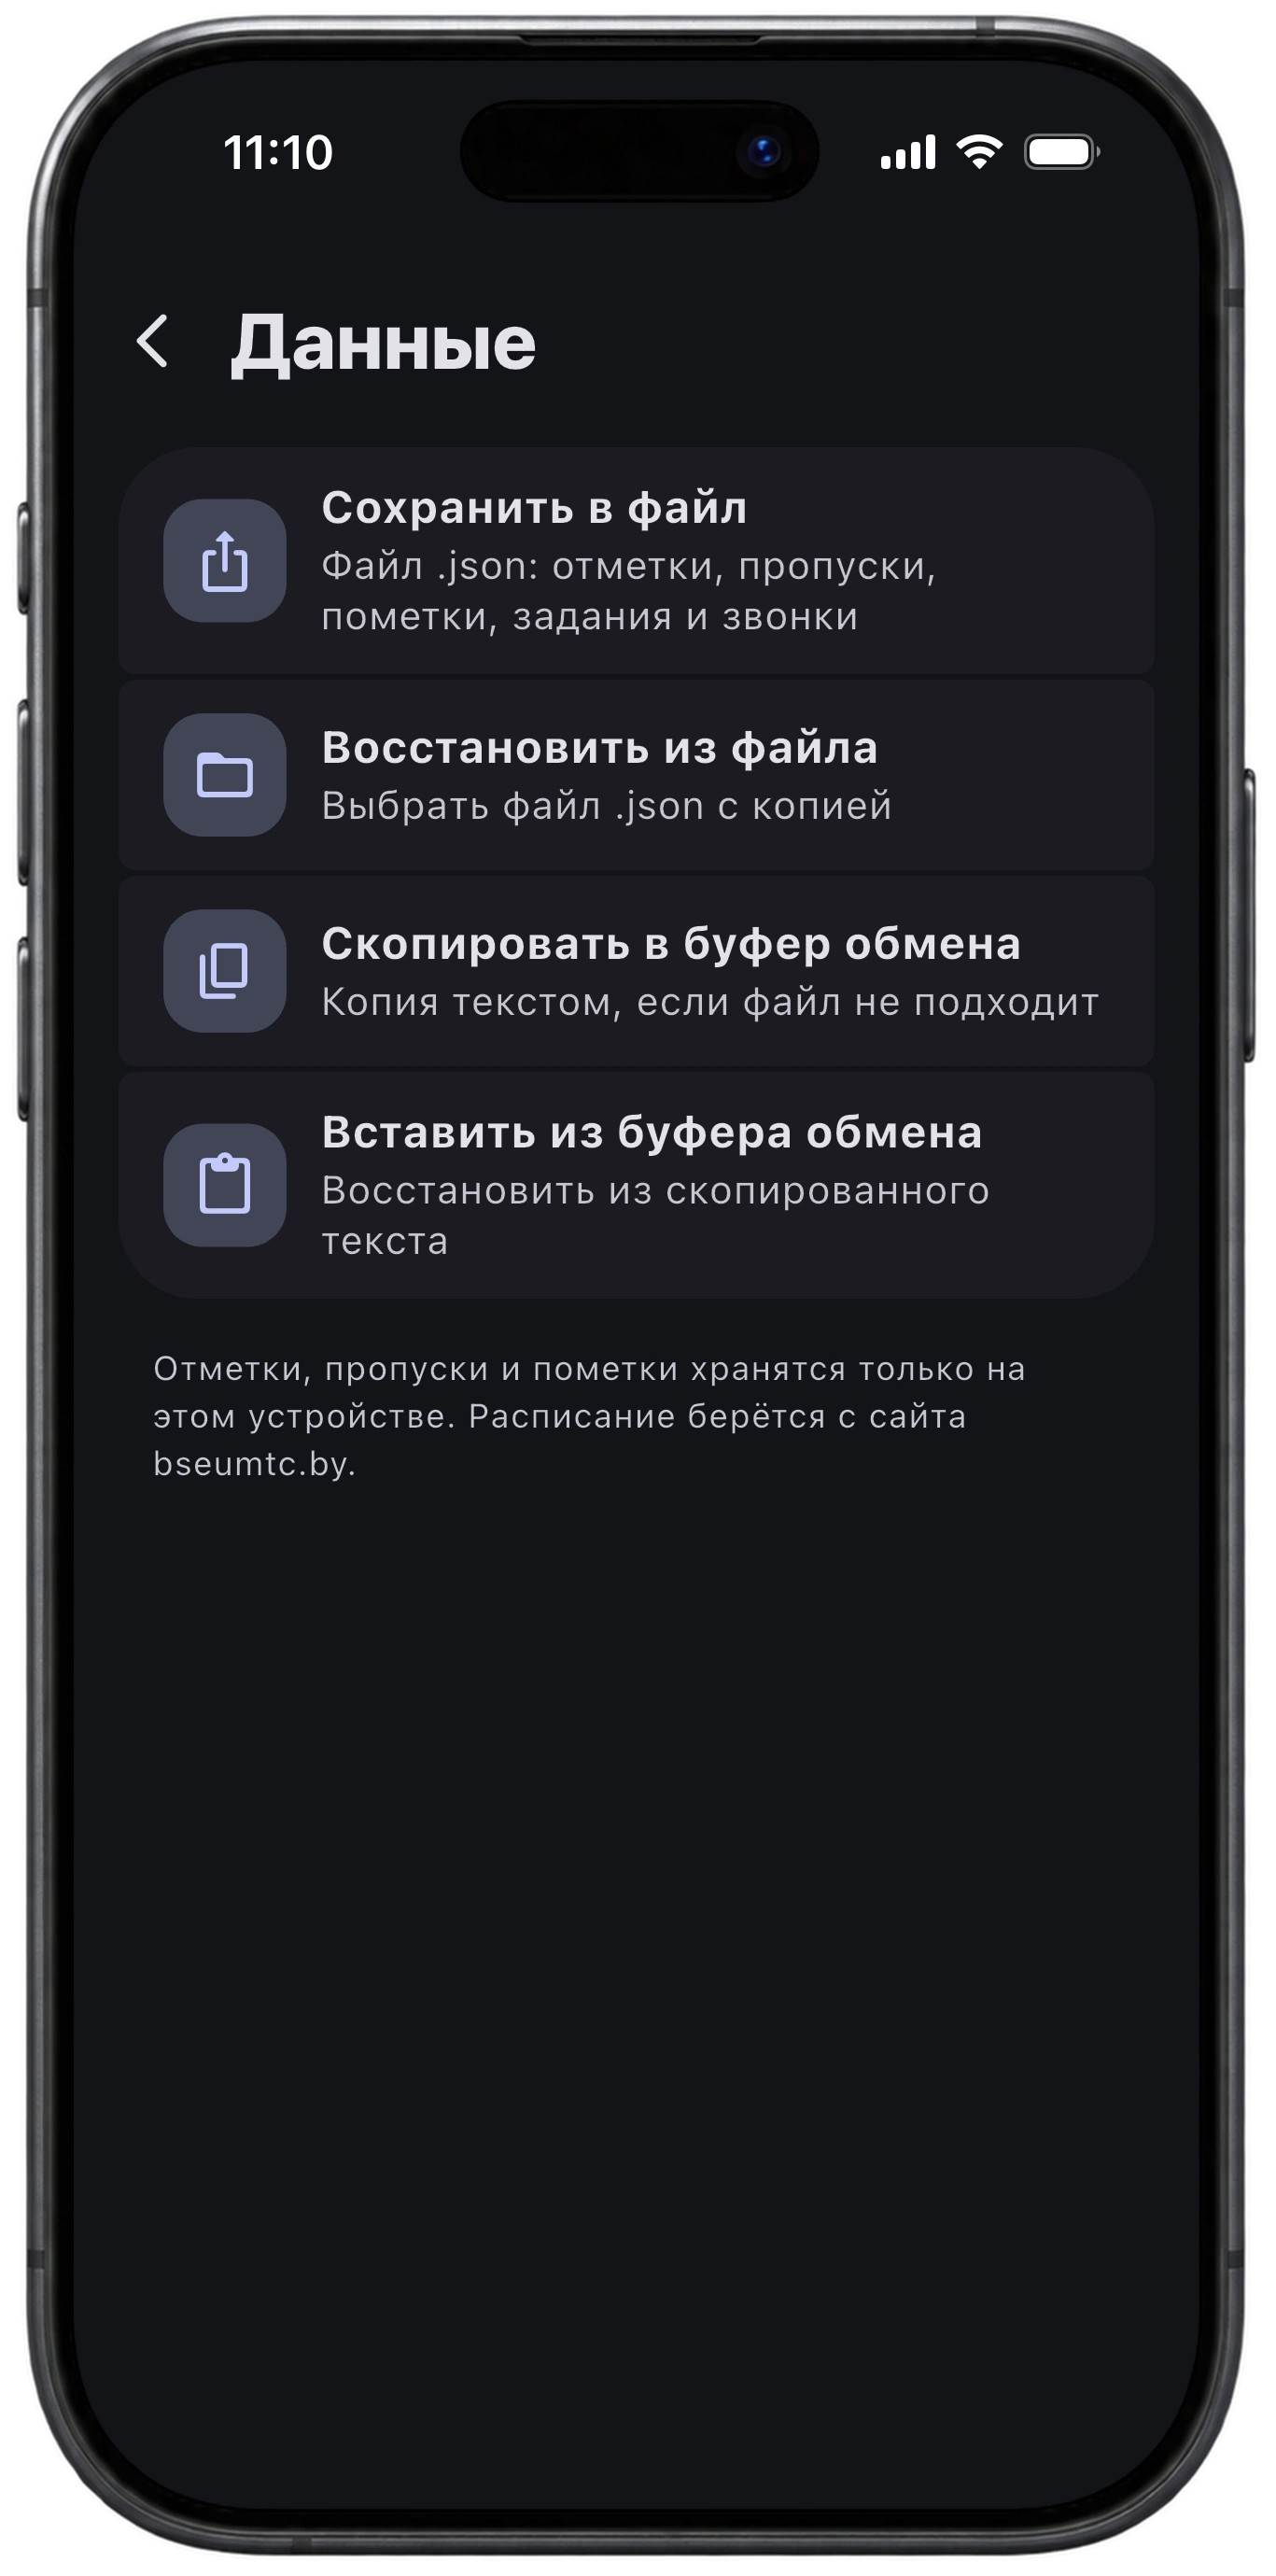 11:10
Данные
Сохранить в файл
Файл .json: отметки, пропуски,
пометки, задания и звонки
Восстановить из файла
Выбрать файл .json с копией
Скопировать в буфер обмена
Копия текстом, если файл не подходит
Вставить из буфера обмена
Восстановить из скопированного
текста
Отметки, пропуски и пометки хранятся только на
этом устройстве. Расписание берётся с сайта
bseumtc.by.